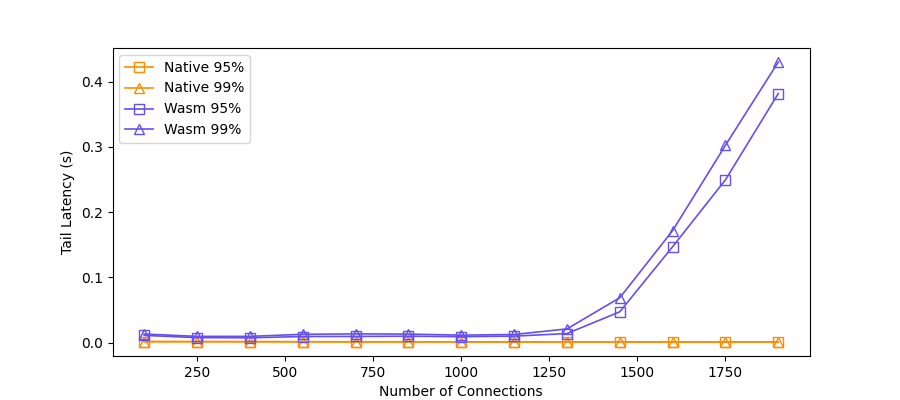 Native 95%
Native 99%
Wasm 95%
Wasm 99%
Tail Latency (s)
0.4
0.3
0.2
0.1
0.0
250 500 750 1000 1250 1500 1750
Number of Connections